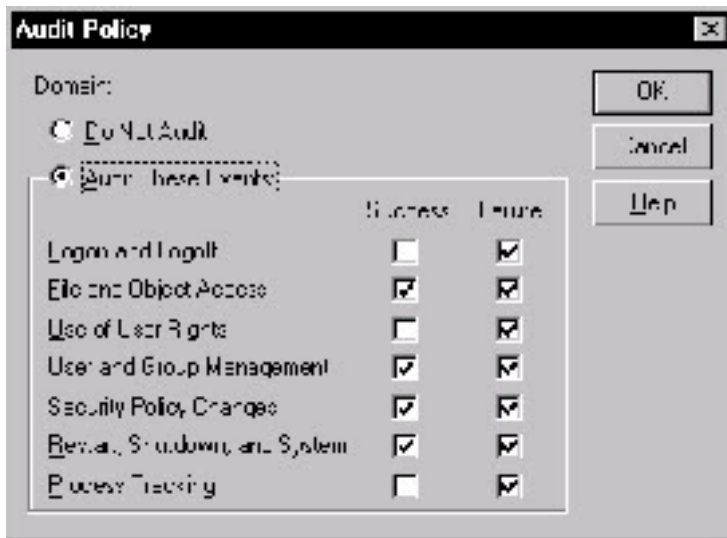 Audit Policy
Domain:
Do Not Audit
Audit These Events:
Success Failure
Logon and Logoff
File and Object Access
Use of User Rights
User and Group Management
Security Policy Changes
Restart, Shutdown, and System
Process Tracking
OK
Cancel
Help